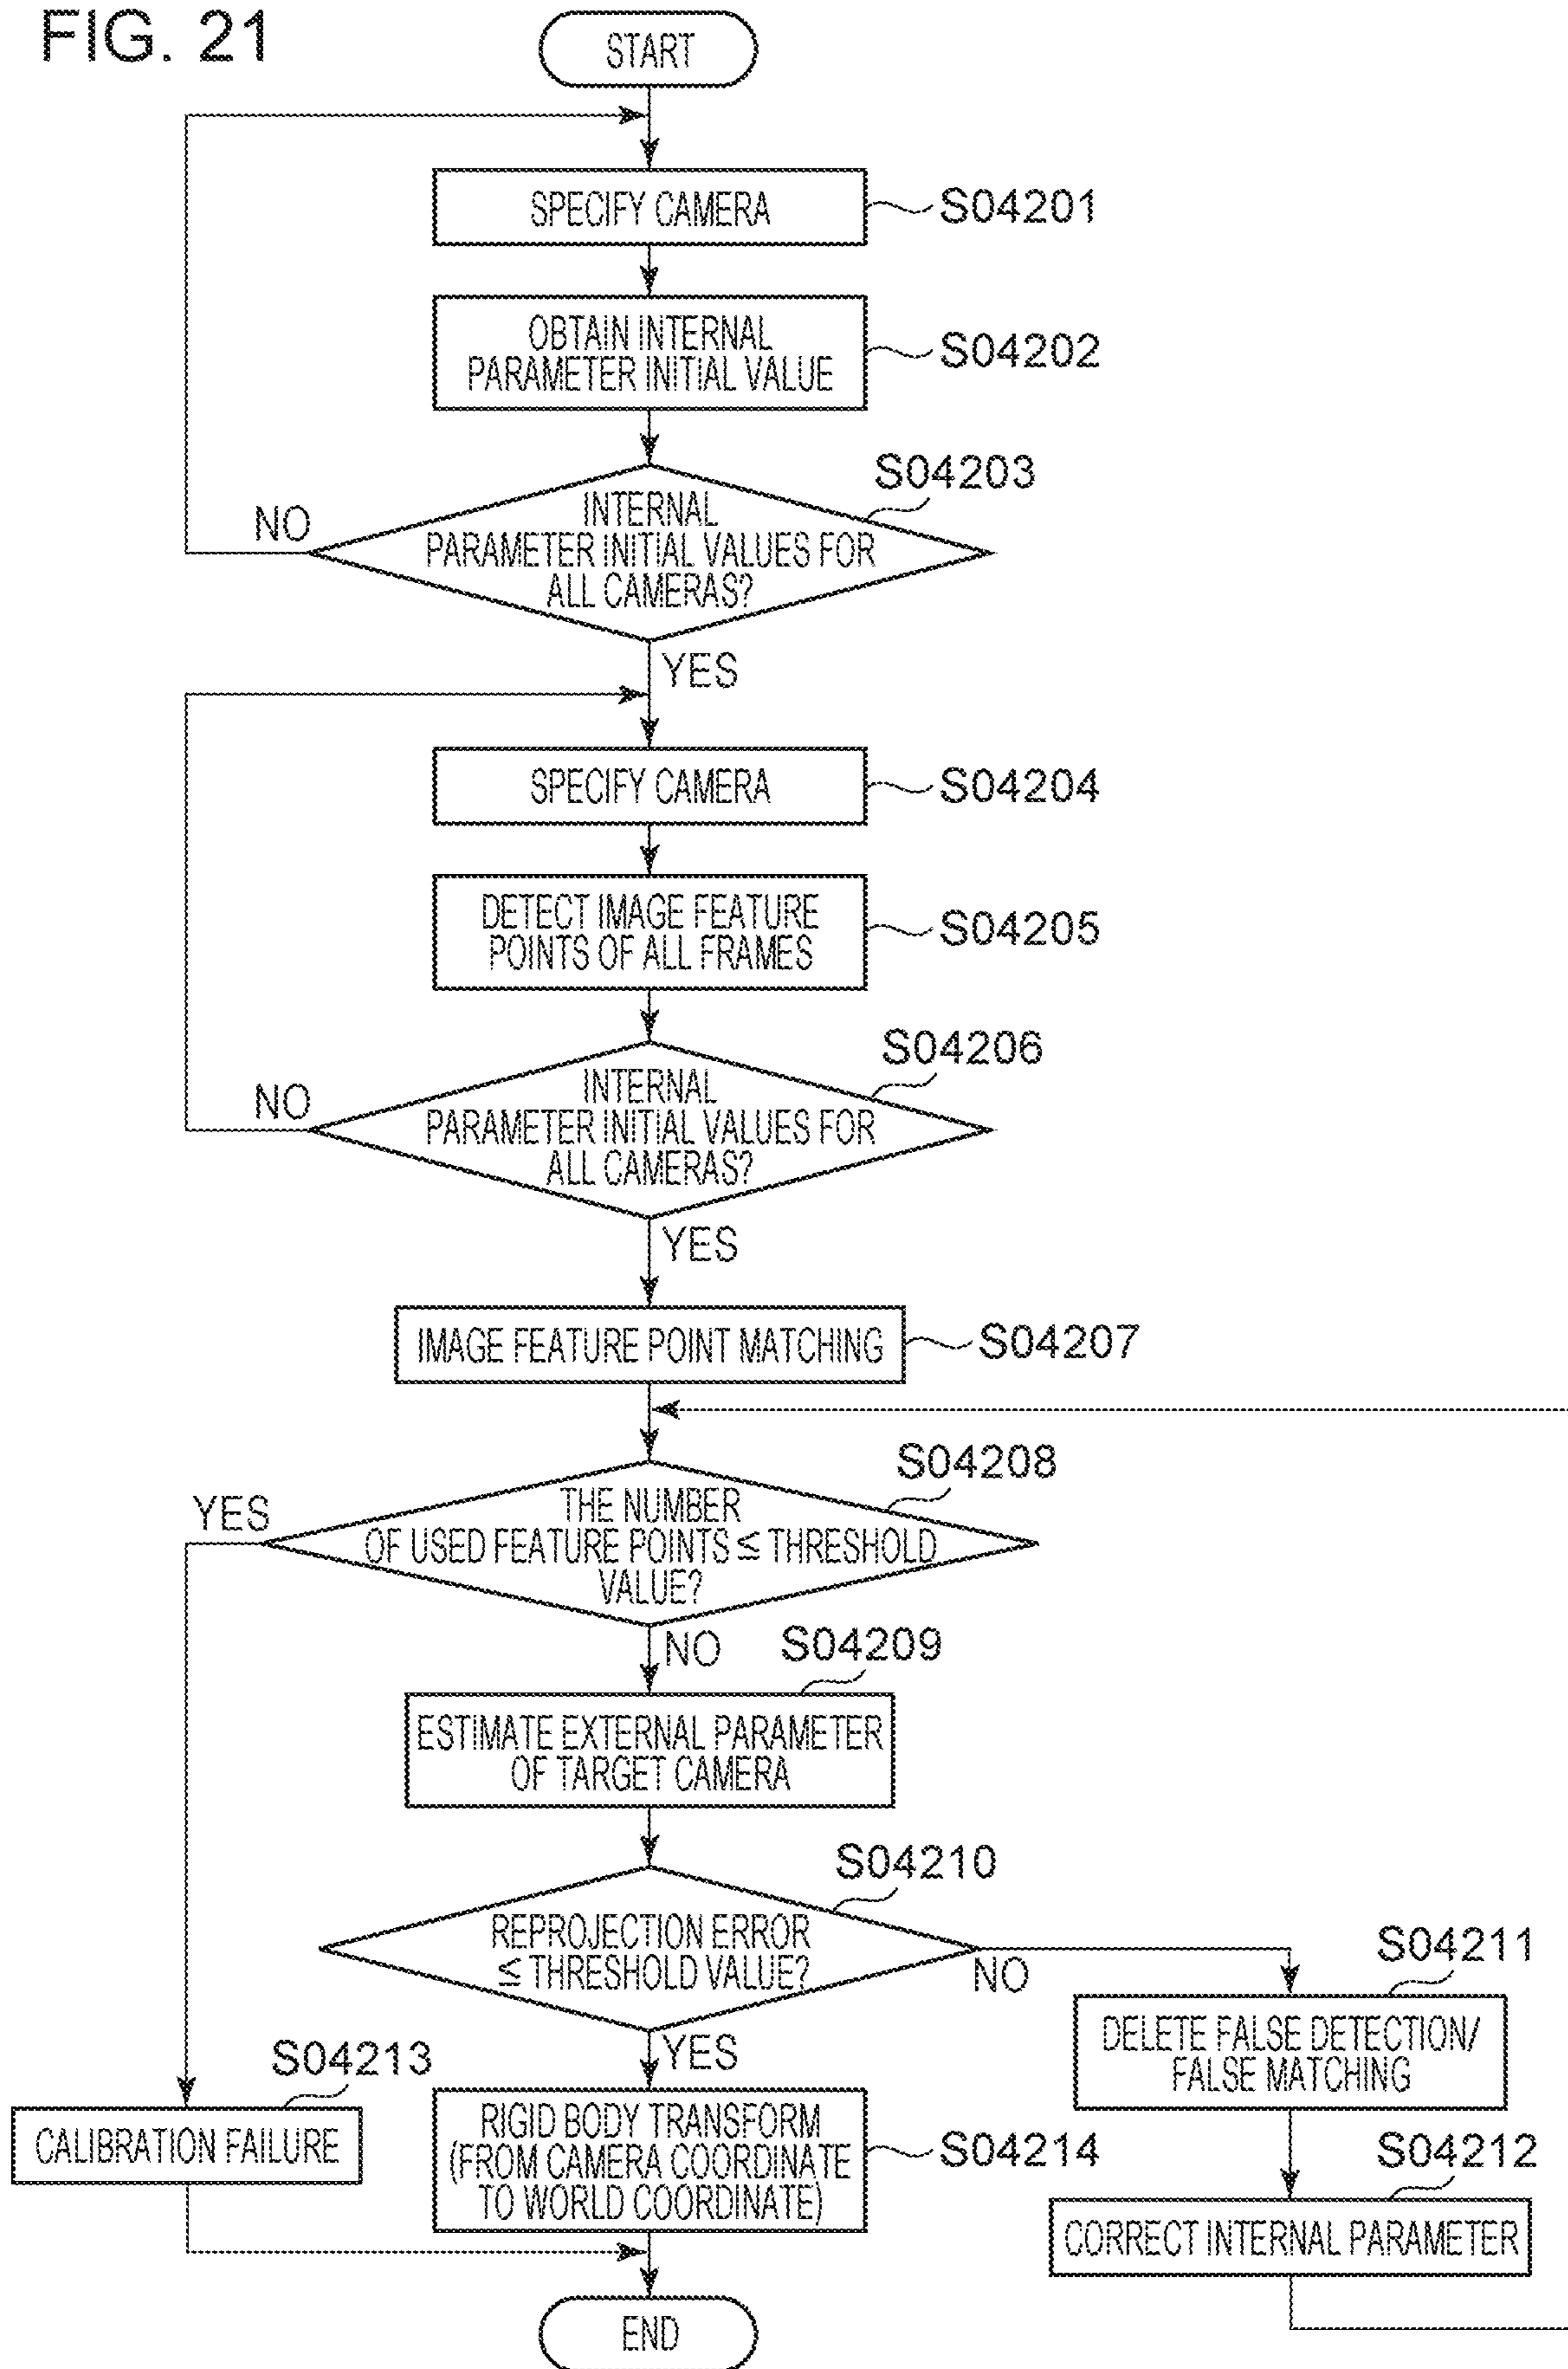 FIG. 21
START
SPECIFY CAMERA
S04201
OBTAIN INTERNAL
PARAMETER INITIAL VALUE
S04202
S04203
INTERNAL
PARAMETER INITIAL VALUES FOR
ALL CAMERAS?
NO
YES
SPECIFY CAMERA
S04204
DETECT IMAGE FEATURE
POINTS OF ALL FRAMES
S04205
S04206
INTERNAL
PARAMETER INITIAL VALUES FOR
ALL CAMERAS?
NO
YES
IMAGE FEATURE POINT MATCHING
S04207
S04208
THE NUMBER
OF USED FEATURE POINTS ≦ THRESHOLD
VALUE?
YES
NO
S04209
ESTIMATE EXTERNAL PARAMETER
OF TARGET CAMERA
S04210
REPROJECTION ERROR
≦ THRESHOLD VALUE?
NO
YES
S04211
DELETE FALSE DETECTION/
FALSE MATCHING
S04213
CALIBRATION FAILURE
RIGID BODY TRANSFORM
(FROM CAMERA COORDINATE
TO WORLD COORDINATE)
S04214
S04212
CORRECT INTERNAL PARAMETER
END